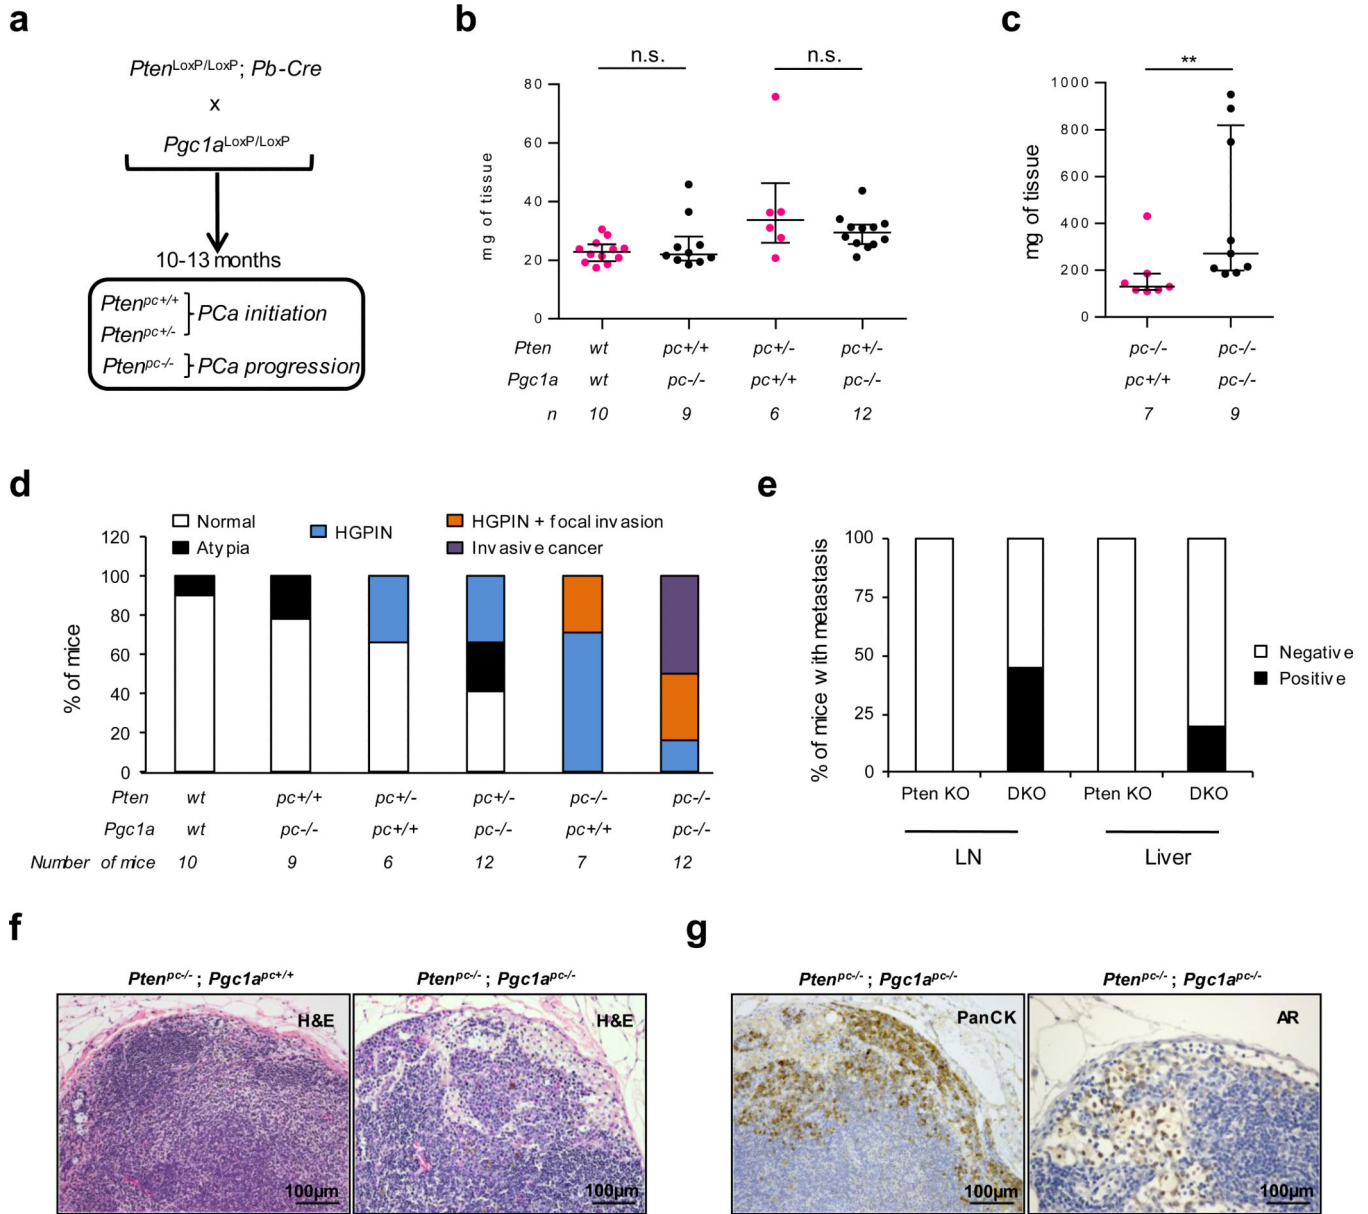 a
Pten^LoxP/LoxP; Pb-Cre
x
Pgc1a^LoxP/LoxP
10-13 months
Pten^pc+/+
Pten^pc+/-
PCa initiation
Pten^pc-/-
PCa progression
b
n.s.
n.s.
mg of tissue
80
60
40
20
0
Pten wt pc+/+ pc+/- pc+/-
Pgc1a wt pc-/- pc+/+ pc-/-
n 10 9 6 12
c
**
mg of tissue
1000
800
600
400
200
0
pc-/- pc-/-
pc+/+ pc-/-
7 9
d
Normal
Atypia
HGPIN
HGPIN + focal invasion
Invasive cancer
% of mice
120
100
80
60
40
20
0
Pten wt pc+/+ pc+/- pc+/- pc-/- pc-/-
Pgc1a wt pc-/- pc+/+ pc-/- pc+/+ pc-/-
Number of mice 10 9 6 12 7 12
e
% of mice with metastasis
100
75
50
25
0
Negative
Positive
Pten KO DKO Pten KO DKO
LN Liver
f
Pten^pc-/-; Pgc1a^pc+/+
H&E
100µm
Pten^pc-/-; Pgc1a^pc-/-
H&E
100µm
g
Pten^pc-/-; Pgc1a^pc-/-
PanCK
100µm
Pten^pc-/-; Pgc1a^pc-/-
AR
100µm